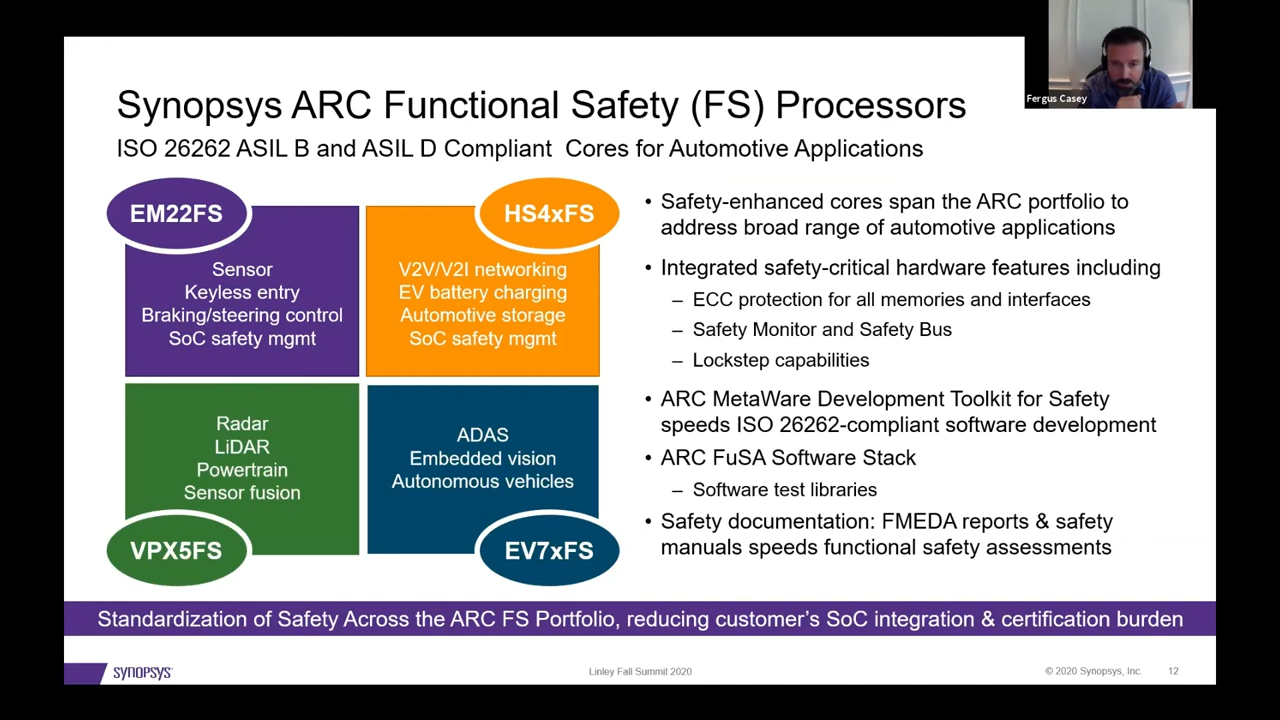 Fergus Casey
Synopsys ARC Functional Safety (FS) Processors
ISO 26262 ASIL B and ASIL D Compliant Cores for Automotive Applications
EM22FS
Sensor
Keyless entry
Braking/steering control
SoC safety mgmt
HS4xFS
V2V/V2I networking
EV battery charging
Automotive storage
SoC safety mgmt
Radar
LiDAR
Powertrain
Sensor fusion
VPX5FS
ADAS
Embedded vision
Autonomous vehicles
EV7xFS
• Safety-enhanced cores span the ARC portfolio to
address broad range of automotive applications
• Integrated safety-critical hardware features including
– ECC protection for all memories and interfaces
– Safety Monitor and Safety Bus
– Lockstep capabilities
• ARC MetaWare Development Toolkit for Safety
speeds ISO 26262-compliant software development
• ARC FuSA Software Stack
– Software test libraries
• Safety documentation: FMEDA reports & safety
manuals speeds functional safety assessments
Standardization of Safety Across the ARC FS Portfolio, reducing customer's SoC integration & certification burden
SYNOPSYS
Linley Fall Summit 2020
© 2020 Synopsys, Inc.
12